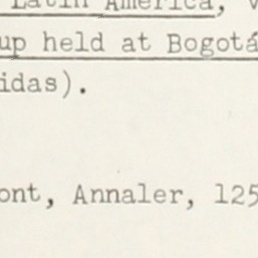 Latin America,
up held at Bogotá
idas).
ont, Annaler, 125